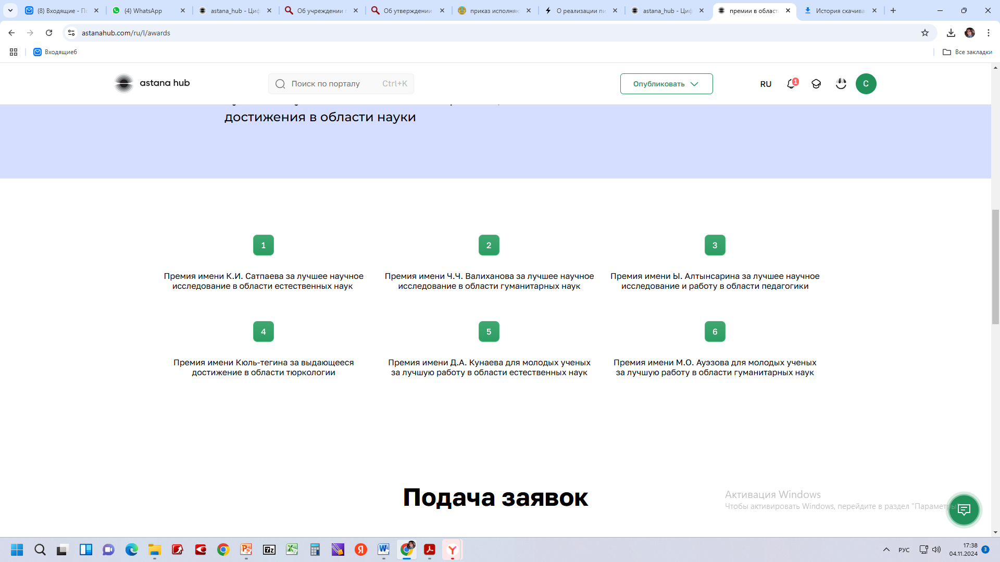 (8) Входящие - По
(4) WhatsApp
astana_hub - Циф
Об учреждении п
Об утверждении
приказ исполняю
О реализации пи
astana_hub - Циф
премии в област
История скачива
astanahub.com/ru/l/awards
Входящие6
Все закладки
astana hub
Поиск по порталу Ctrl+K
Опубликовать
RU
1
C
достижения в области науки
1
Премия имени К.И. Сатпаева за лучшее научное
исследование в области естественных наук
2
Премия имени Ч.Ч. Валиханова за лучшее научное
исследование в области гуманитарных наук
3
Премия имени Ы. Алтынсарина за лучшее научное
исследование и работу в области педагогики
4
Премия имени Кюль-тегина за выдающееся
достижение в области тюркологии
5
Премия имени Д.А. Кунаева для молодых ученых
за лучшую работу в области естественных наук
6
Премия имени М.О. Ауэзова для молодых ученых
за лучшую работу в области гуманитарных наук
Подача заявок
Активация Windows
Чтобы активировать Windows, перейдите в раздел "Параметры
РУС
17:38
04.11.2024
3